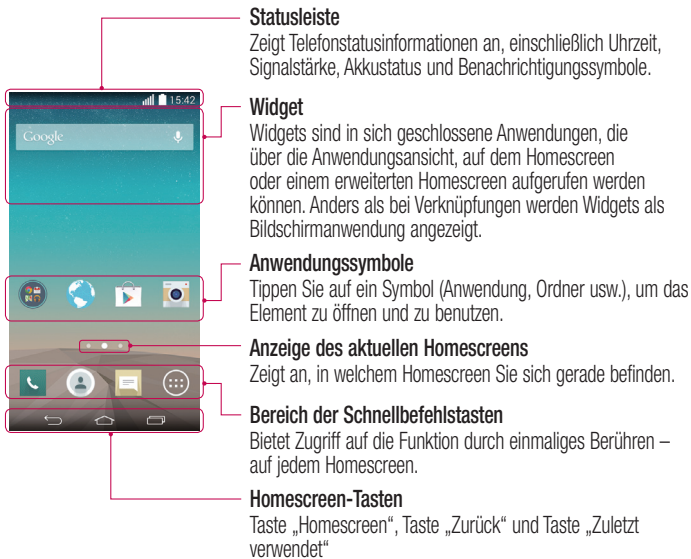 Statusleiste
Zeigt Telefonstatusinformationen an, einschließlich Uhrzeit,
Signalstärke, Akkustatus und Benachrichtigungssymbole.
15:42
Google
Widget
Widgets sind in sich geschlossene Anwendungen, die
über die Anwendungsansicht, auf dem Homescreen
oder einem erweiterten Homescreen aufgerufen werden
können. Anders als bei Verknüpfungen werden Widgets als
Bildschirmanwendung angezeigt.
Anwendungssymbole
Tippen Sie auf ein Symbol (Anwendung, Ordner usw.), um das
Element zu öffnen und zu benutzen.
Anzeige des aktuellen Homescreens
Zeigt an, in welchem Homescreen Sie sich gerade befinden.
Bereich der Schnellbefehlstasten
Bietet Zugriff auf die Funktion durch einmaliges Berühren –
auf jedem Homescreen.
Homescreen-Tasten
Taste „Homescreen“, Taste „Zurück“ und Taste „Zuletzt
verwendet“